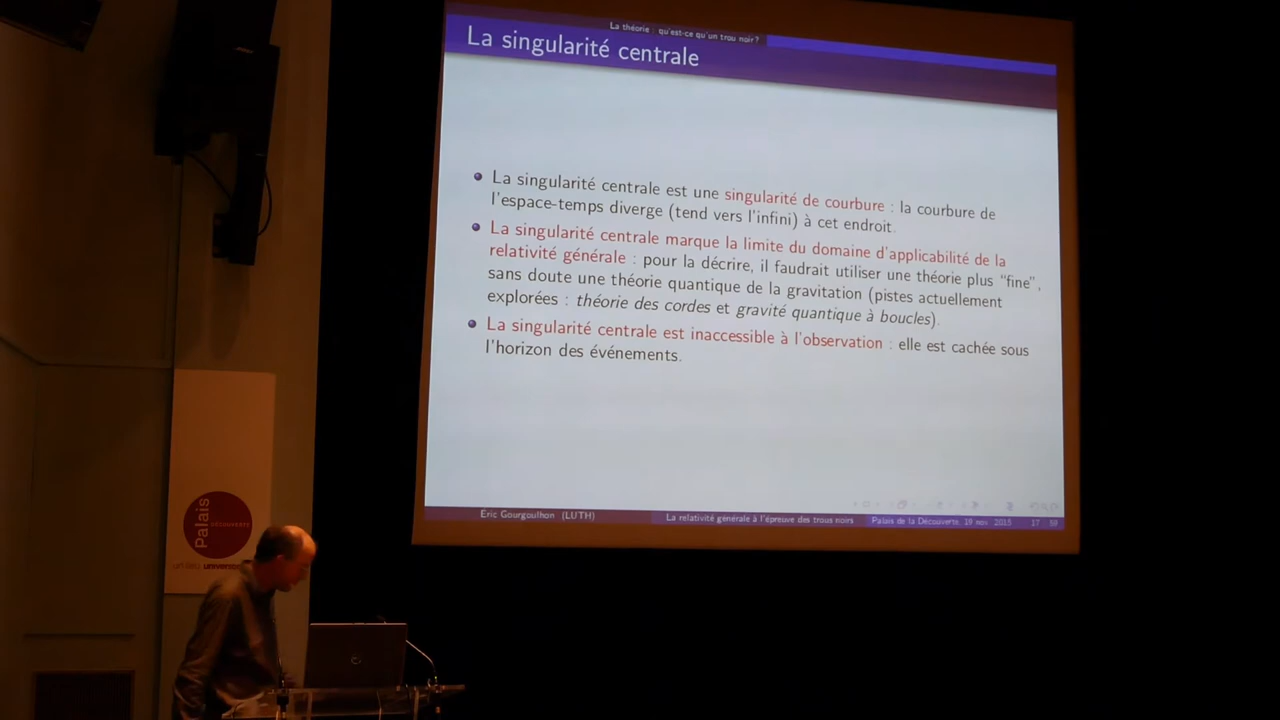 La théorie : qu'est-ce qu'un trou noir ?
La singularité centrale
La singularité centrale est une singularité de courbure : la courbure de
l'espace-temps diverge (tend vers l'infini) à cet endroit.
La singularité centrale marque la limite du domaine d'applicabilité de la
relativité générale : pour la décrire, il faudrait utiliser une théorie plus "fine",
sans doute une théorie quantique de la gravitation (pistes actuellement
explorées : théorie des cordes et gravité quantique à boucles).
La singularité centrale est inaccessible à l'observation : elle est cachée sous
l'horizon des événements.
Éric Gourgoulhon (LUTH)
La relativité générale à l'épreuve des trous noirs
Palais de la Découverte, 19 nov. 2015
17
59
Palais
DÉCOUVERTE